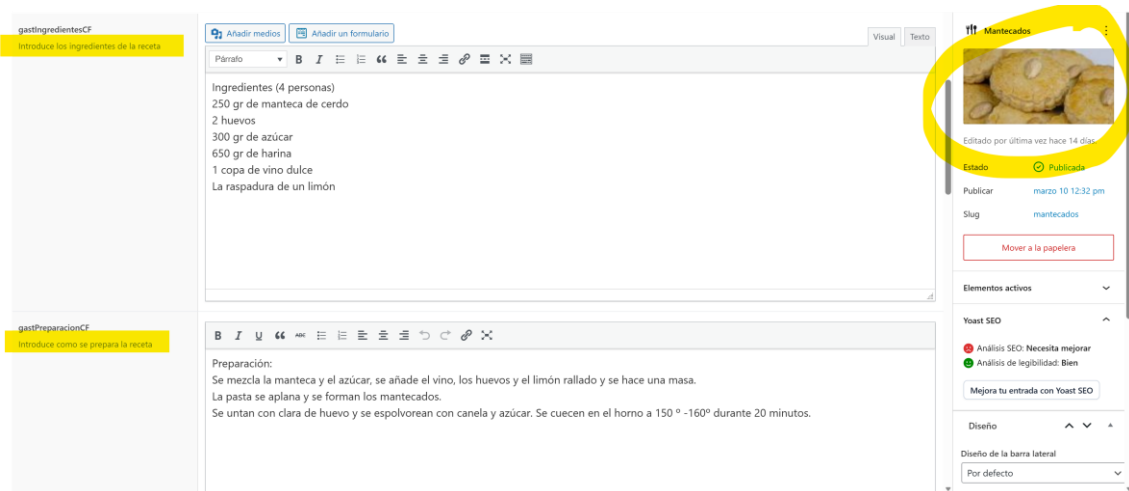 gastIngredientesCF
Introduce los ingredientes de la receta
Añadir medios
Añadir un formulario
Visual
Texto
Párrafo
B I
Ingredientes (4 personas)
250 gr de manteca de cerdo
2 huevos
300 gr de azúcar
650 gr de harina
1 copa de vino dulce
La raspadura de un limón
gastPreparacionCF
Introduce como se prepara la receta
B I U ABC
Preparación:
Se mezcla la manteca y el azúcar, se añade el vino, los huevos y el limón rallado y se hace una masa.
La pasta se aplana y se forman los mantecados.
Se untan con clara de huevo y se espolvorean con canela y azúcar. Se cuecen en el horno a 150 º -160º durante 20 minutos.
Mantecados
Editado por última vez hace 14 días.
Estado Publicada
Publicar marzo 10 12:32 pm
Slug mantecados
Mover a la papelera
Elementos activos
Yoast SEO
Análisis SEO: Necesita mejorar
Análisis de legibilidad: Bien
Mejora tu entrada con Yoast SEO
Diseño
Diseño de la barra lateral
Por defecto